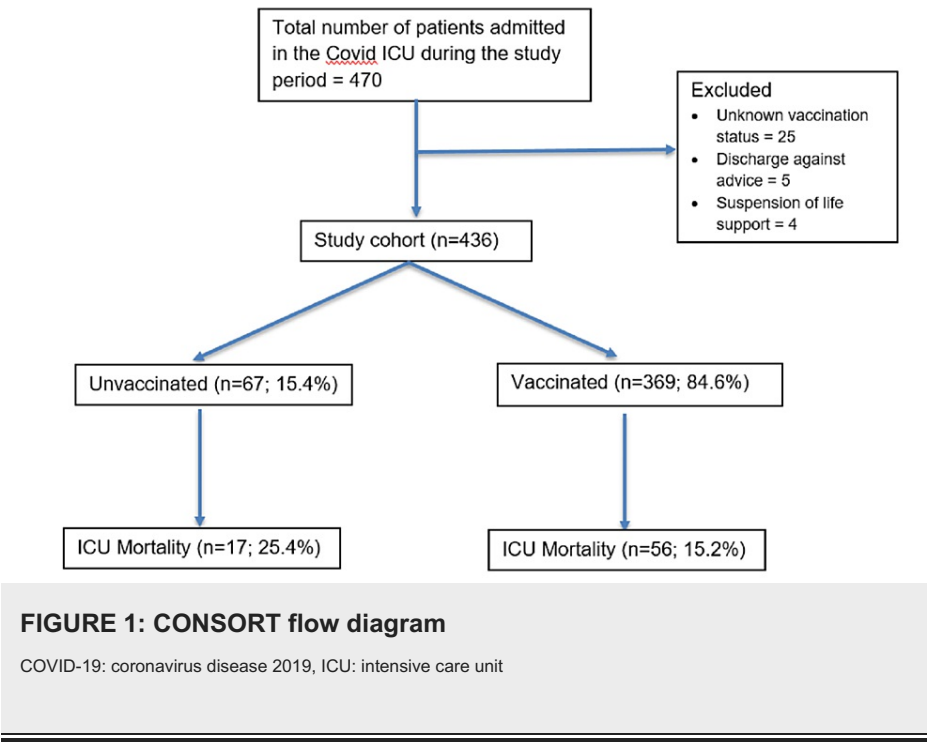 Total number of patients admitted
in the Covid ICU during the study
period = 470
Excluded
• Unknown vaccination
status = 25
• Discharge against
advice = 5
• Suspension of life
support = 4
Study cohort (n=436)
Unvaccinated (n=67; 15.4%)
Vaccinated (n=369; 84.6%)
ICU Mortality (n=17; 25.4%)
ICU Mortality (n=56; 15.2%)
FIGURE 1: CONSORT flow diagram
COVID-19: coronavirus disease 2019, ICU: intensive care unit